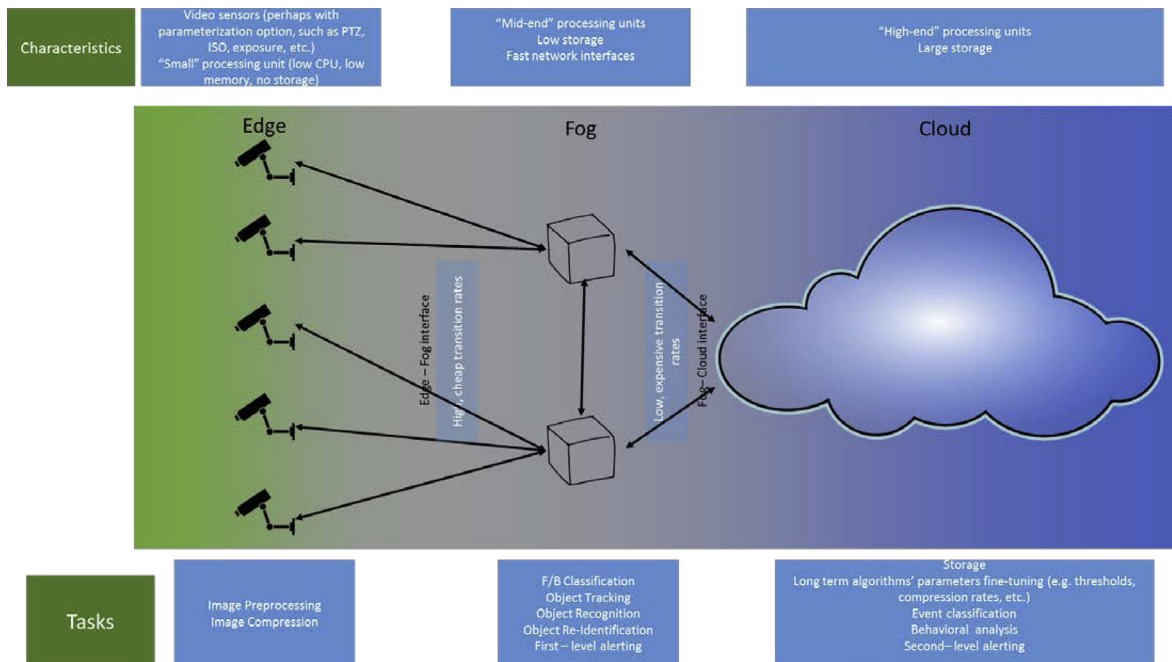 Characteristics
Video sensors (perhaps with
parameterization option, such as PTZ,
ISO, exposure, etc.)
“Small” processing unit (low CPU, low
memory, no storage)
“Mid-end” processing units
Low storage
Fast network interfaces
“High-end” processing units
Large storage
Edge
Fog
Cloud
Edge – Fog interface
High, cheap transition rates
Low, expensive transition
rates
Fog– Cloud interface
Tasks
Image Preprocessing
Image Compression
F/B Classification
Object Tracking
Object Recognition
Object Re-Identification
First – level alerting
Storage
Long term algorithms’ parameters fine-tuning (e.g. thresholds,
compression rates, etc.)
Event classification
Behavioral analysis
Second– level alerting